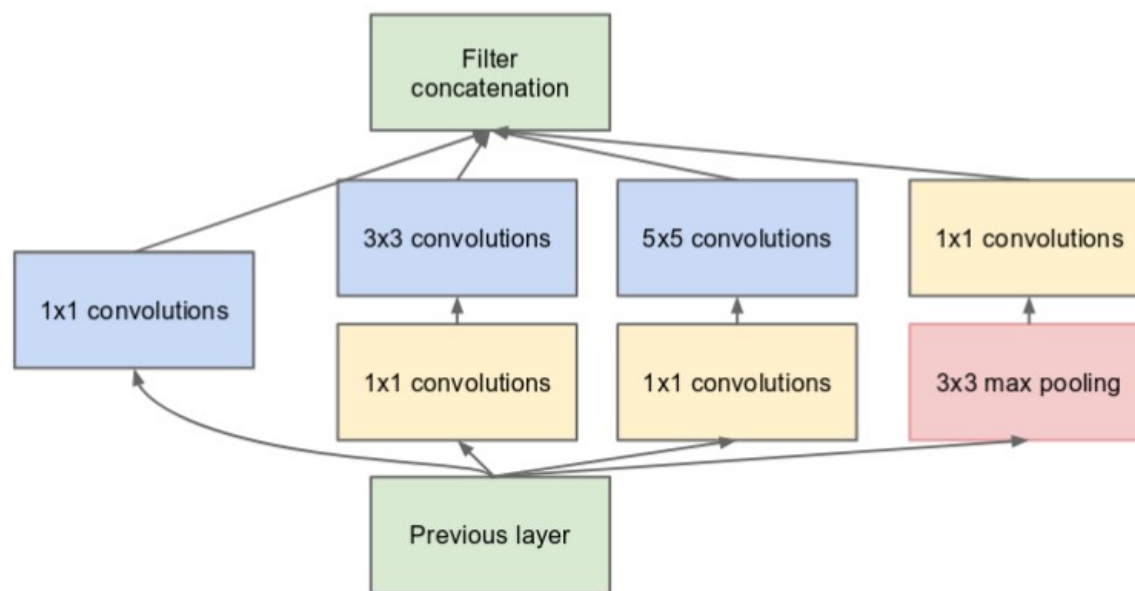 Filter
concatenation
3x3 convolutions
5x5 convolutions
1x1 convolutions
1x1 convolutions
1x1 convolutions
1x1 convolutions
3x3 max pooling
Previous layer